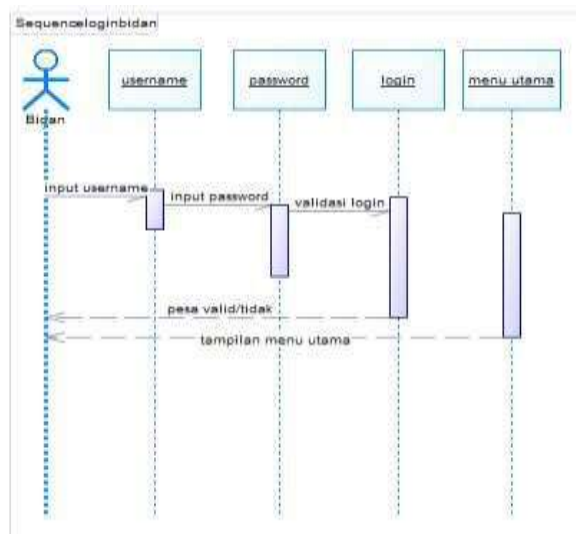 Sequenceloginbidan
username
password
login
menu utama
Bidan
input username
input password
validasi login
pesa valid/tidak
tampilan menu utama